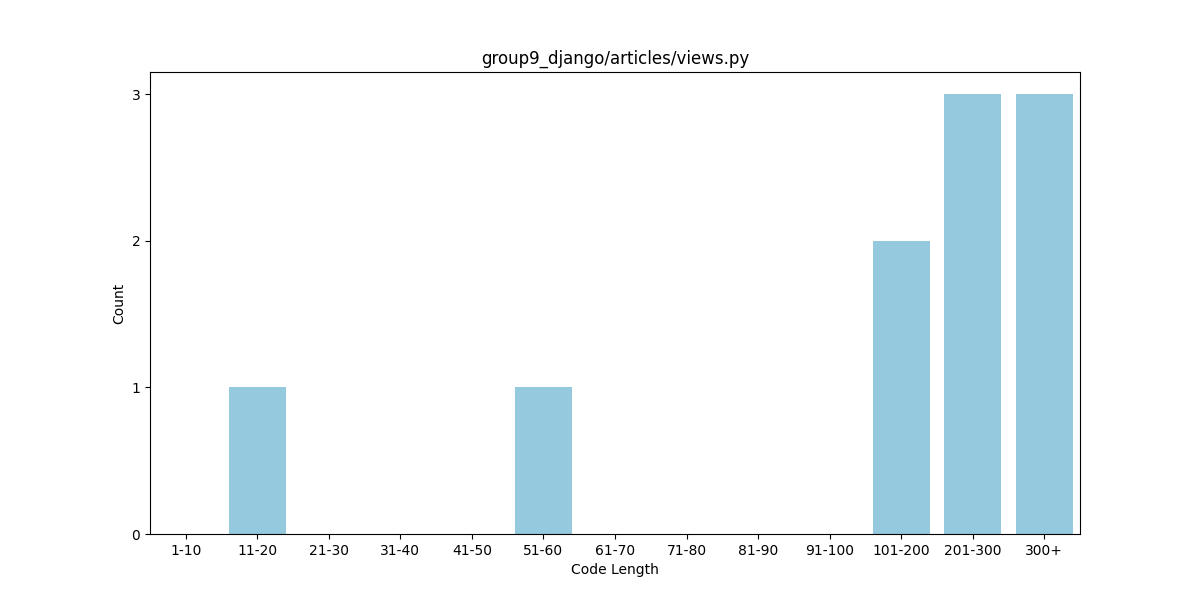 group9_django/articles/views.py
Count
3
2
1
0
1-10 11-20 21-30 31-40 41-50 51-60 61-70 71-80 81-90 91-100 101-200 201-300 300+
Code Length